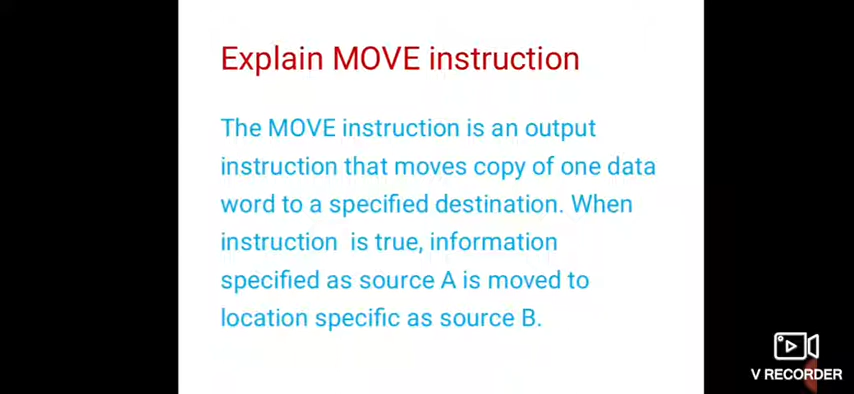 Explain MOVE instruction
The MOVE instruction is an output
instruction that moves copy of one data
word to a specified destination. When
instruction is true, information
specified as source A is moved to
location specific as source B.
V RECORDER